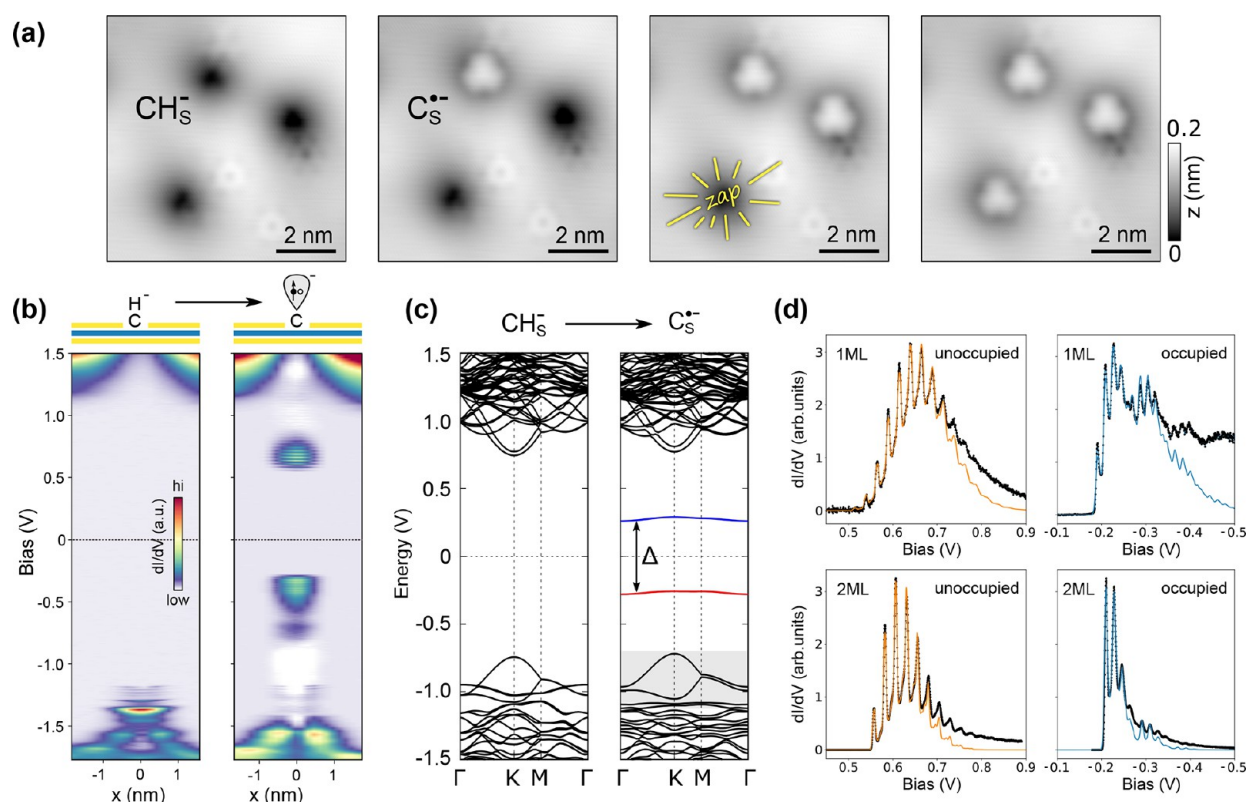 (a)
CH⁻S
C•⁻S
zap
2 nm
2 nm
2 nm
2 nm
0.2
z (nm)
0
(b)
H⁻
C
C
⁻
Bias (V)
1.5
1.0
0.5
0
-0.5
-1.0
-1.5
hi
dI/dV (a.u.)
low
-1 0 1
x (nm)
-1 0 1
x (nm)
(c)
CH⁻S
C•⁻S
Energy (V)
1.5
1.0
0.5
0
-0.5
-1.0
-1.5
Δ
Γ K M Γ
Γ K M Γ
(d)
1ML unoccupied
dI/dV (arb.units)
3
2
1
0
0.5 0.6 0.7 0.8 0.9
Bias (V)
1ML occupied
-0.1 -0.2 -0.3 -0.4 -0.5
Bias (V)
2ML unoccupied
dI/dV (arb.units)
3
2
1
0
0.5 0.6 0.7 0.8 0.9
Bias (V)
2ML occupied
-0.1 -0.2 -0.3 -0.4 -0.5
Bias (V)